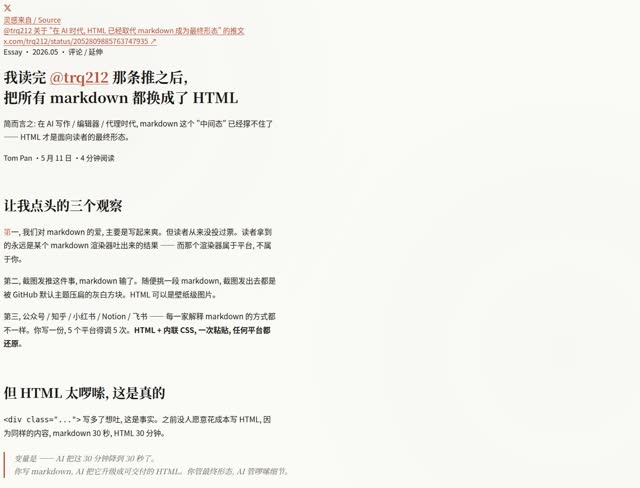 𝕏
灵感来自 / Source
@trq212 关于 "在 AI 时代, HTML 已经取代 markdown 成为最终形态" 的推文
x.com/trq212/status/2052809885763747935 ↗
Essay · 2026.05 · 评论 / 延伸
我读完 @trq212 那条推之后,
把所有 markdown 都换成了 HTML
简而言之: 在 AI 写作 / 编辑器 / 代理时代, markdown 这个 "中间态" 已经撑不住了
—— HTML 才是面向读者的最终形态。
Tom Pan · 5 月 11 日 · 4 分钟阅读
让我点头的三个观察
第一, 我们对 markdown 的爱, 主要是写起来爽。但读者从来没投过票。读者拿到
的永远是某个 markdown 渲染器吐出来的结果 —— 而那个渲染器属于平台, 不属
于你。
第二, 截图发推这件事, markdown 输了。随便挑一段 markdown, 截图发出去都是
被 GitHub 默认主题压扁的灰白方块。HTML 可以是壁纸级图片。
第三, 公众号 / 知乎 / 小红书 / Notion / 飞书 —— 每一家解释 markdown 的方式都
不一样。你写一份, 5 个平台得调 5 次。HTML + 内联 CSS, 一次粘贴, 任何平台都
还原。
但 HTML 太啰嗦, 这是真的
<div class="..."> 写多了想吐, 这是事实。之前没人愿意花成本写 HTML, 因
为同样的内容, markdown 30 秒, HTML 30 分钟。
变量是 —— AI 把这 30 分钟降到 30 秒了。
你写 markdown, AI 把它升级成可交付的 HTML。你管最终形态, AI 管啰嗦细节。